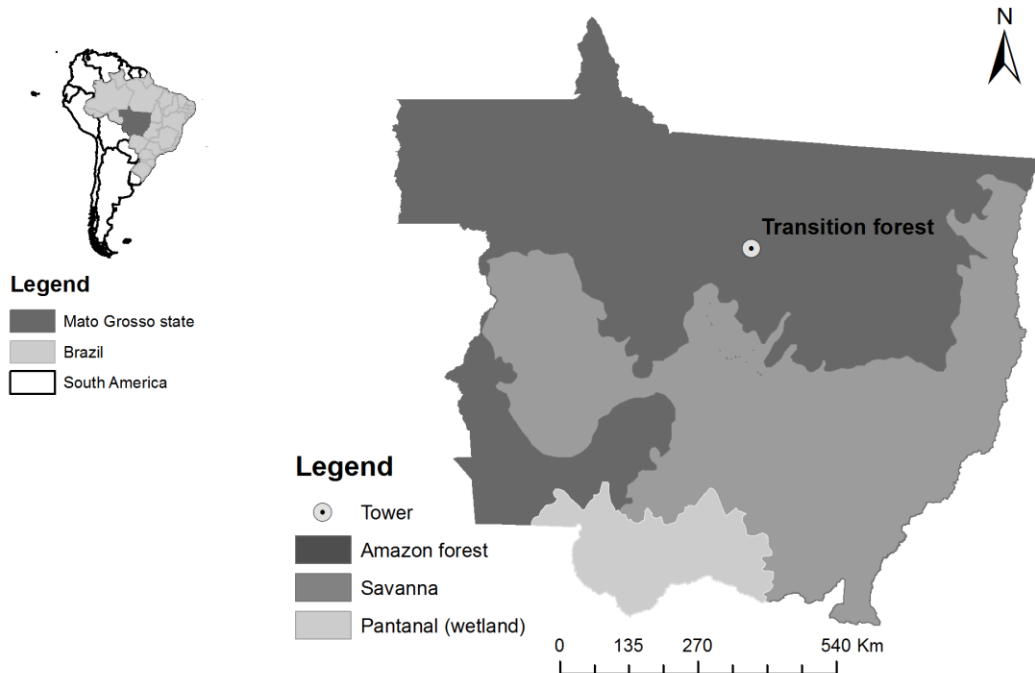 Legend
Mato Grosso state
Brazil
South America
N
Transition forest
Legend
Tower
Amazon forest
Savanna
Pantanal (wetland)
0 135 270 540 Km